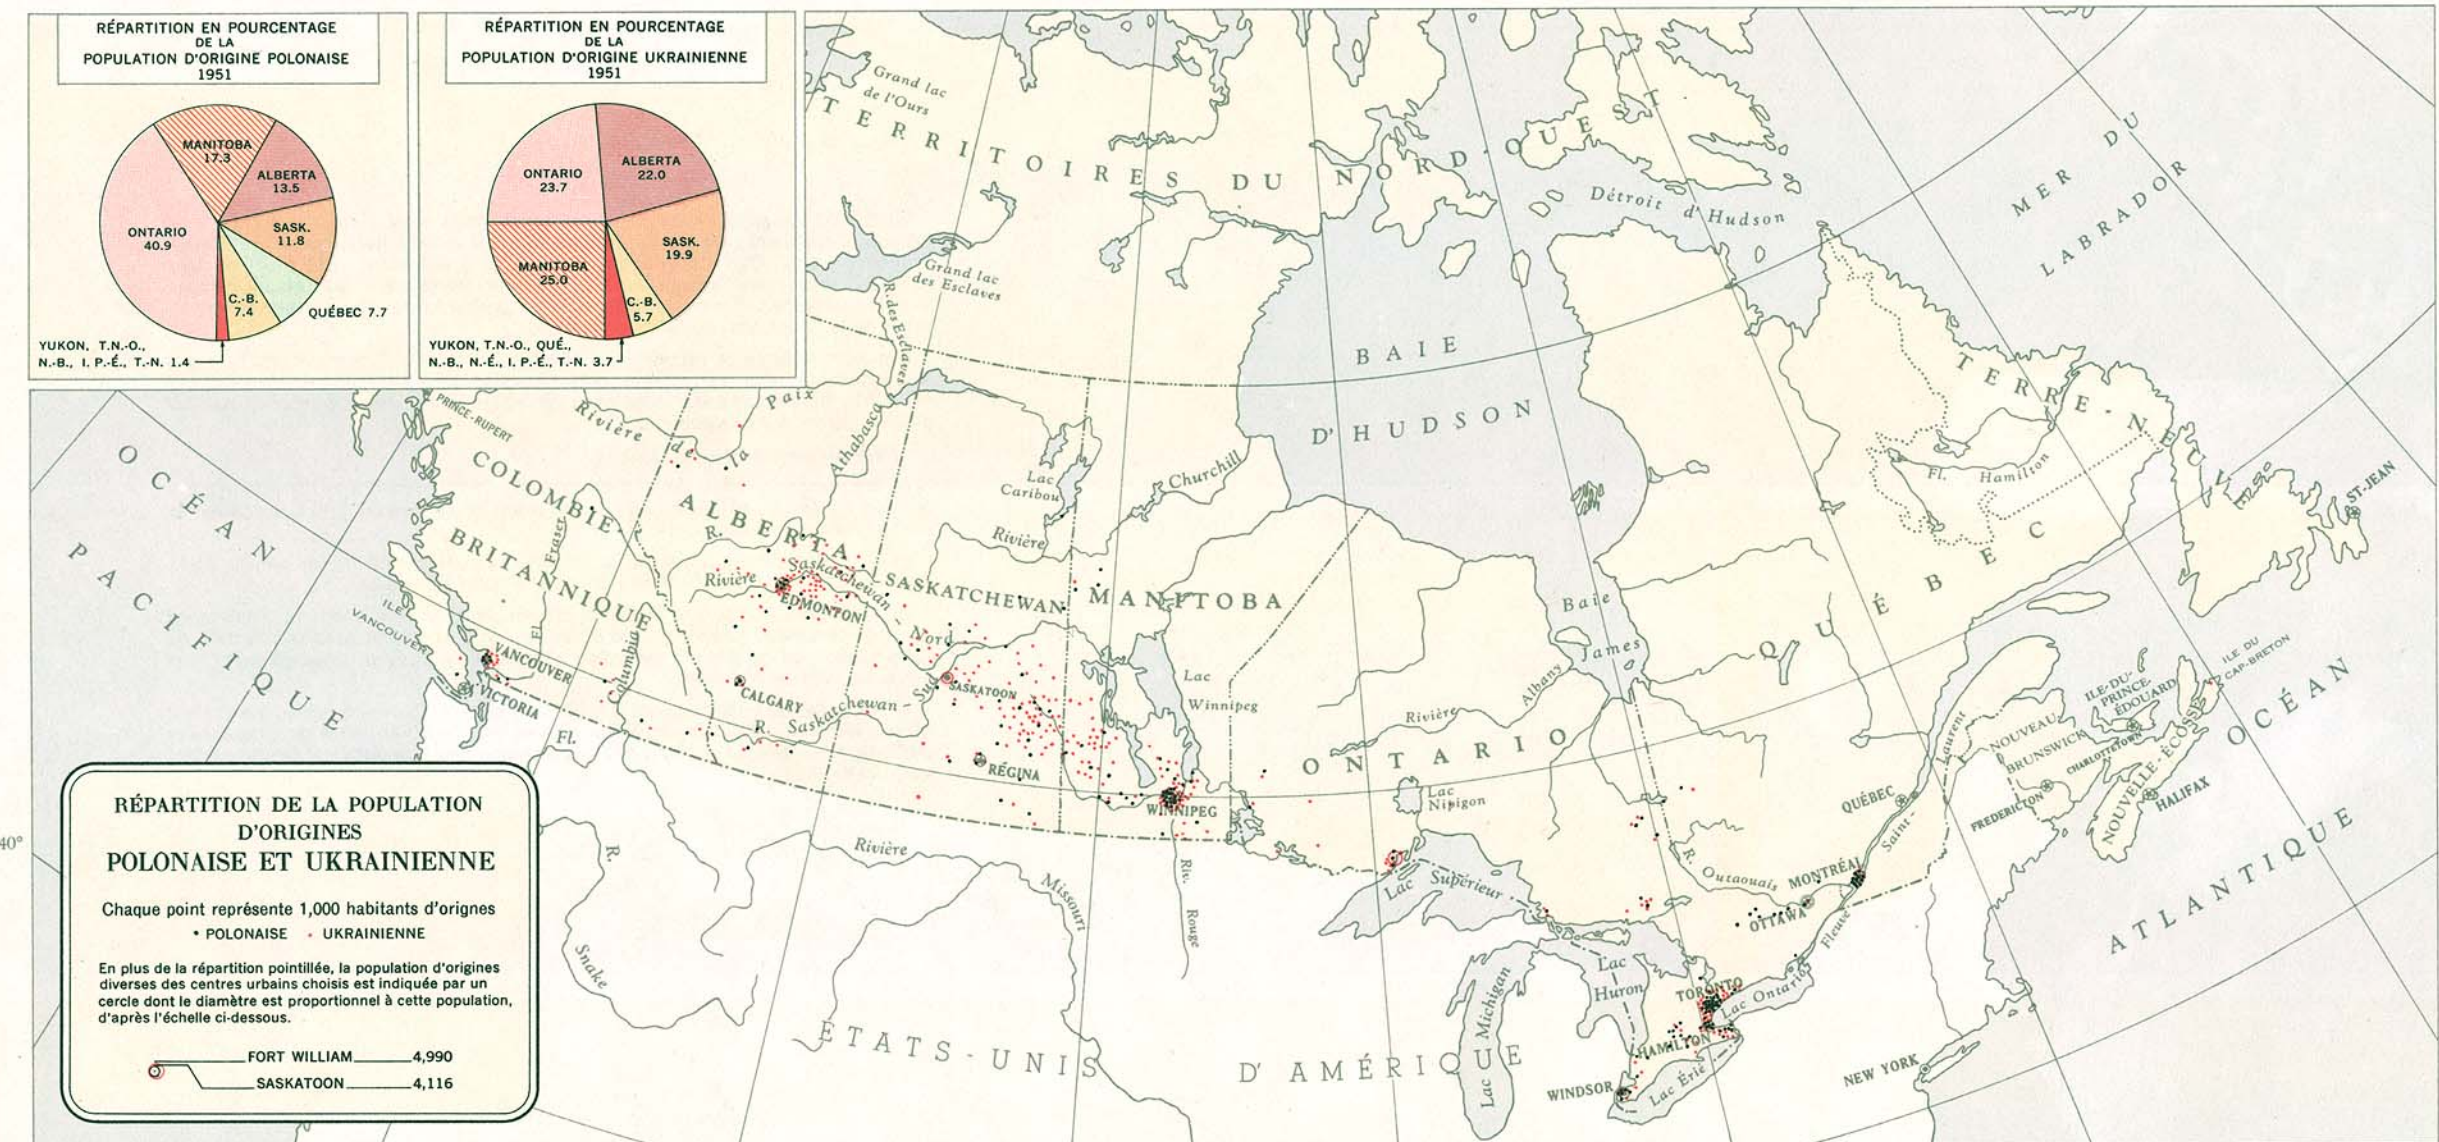 RÉPARTITION EN POURCENTAGE
DE LA
POPULATION D'ORIGINE POLONAISE
1951
MANITOBA
17.3
ALBERTA
13.5
SASK.
11.8
ONTARIO
40.9
C.-B.
7.4
QUÉBEC 7.7
YUKON, T.N.-O.,
N.-B., I. P.-É., T.-N. 1.4
RÉPARTITION EN POURCENTAGE
DE LA
POPULATION D'ORIGINE UKRAINIENNE
1951
ONTARIO
23.7
ALBERTA
22.0
SASK.
19.9
MANITOBA
25.0
C.-B.
5.7
YUKON, T.N.-O., QUÉ.,
N.-B., N.-É., I. P.-É., T.-N. 3.7
Grand lac
de l'Ours
TERRITOIRES DU NORD-OUEST
Détroit d'Hudson
MER DU
LABRADOR
Grand lac
des Esclaves
R. des Esclaves
BAIE
D'HUDSON
TERRE-NEUVE
Fl. Hamilton
ST-JEAN
OCÉAN
PACIFIQUE
PRINCE-RUPERT
Rivière de la Paix
Athabasca
Lac
Caribou
Rivière Churchill
COLOMBIE-
BRITANNIQUE
ALBERTA
SASKATCHEWAN
MANITOBA
Fl. Fraser
R.
Rivière Saskatchewan - Nord
EDMONTON
ILE
VANCOUVER
VANCOUVER
VICTORIA
Columbia
Fl.
CALGARY
R. Saskatchewan - Sud
SASKATOON
RÉGINA
Lac
Winnipeg
WINNIPEG
Baie
James
QUÉBEC
Rivière Albany
ONTARIO
Lac
Nipigon
Lac Supérieur
R. Outaouais
MONTRÉAL
OTTAWA
QUÉBEC
Fleuve Saint-Laurent
ILE-DU-
PRINCE-
ÉDOUARD
ILE DU
CAP-BRETON
NOUVEAU
BRUNSWICK
CHARLOTTETOWN
FREDERICTON
NOUVELLE-ÉCOSSE
HALIFAX
OCÉAN
ATLANTIQUE
Rivière Missouri
Riv. Rouge
R. Snake
Lac Michigan
Lac
Huron
TORONTO
Lac Ontario
HAMILTON
WINDSOR
Lac Érié
NEW YORK
ÉTATS-UNIS D'AMÉRIQUE
40°
RÉPARTITION DE LA POPULATION
D'ORIGINES
POLONAISE ET UKRAINIENNE
Chaque point représente 1,000 habitants d'orignes
• POLONAISE • UKRAINIENNE
En plus de la répartition pointillée, la population d'origines
diverses des centres urbains choisis est indiquée par un
cercle dont le diamètre est proportionnel à cette population,
d'après l'échelle ci-dessous.
FORT WILLIAM 4,990
SASKATOON 4,116